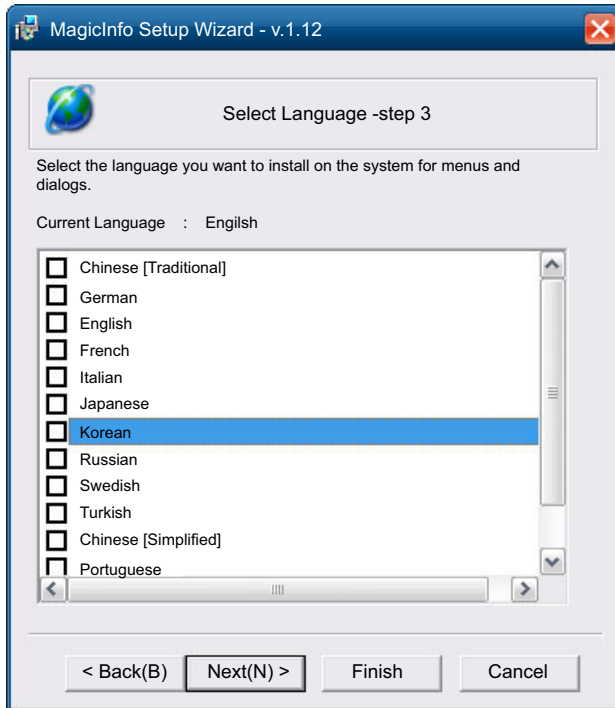 MagicInfo Setup Wizard - v.1.12
Select Language -step 3
Select the language you want to install on the system for menus and
dialogs.
Current Language : Engilsh
Chinese [Traditional]
German
English
French
Italian
Japanese
Korean
Russian
Swedish
Turkish
Chinese [Simplified]
Portuguese
< Back(B) Next(N) > Finish Cancel